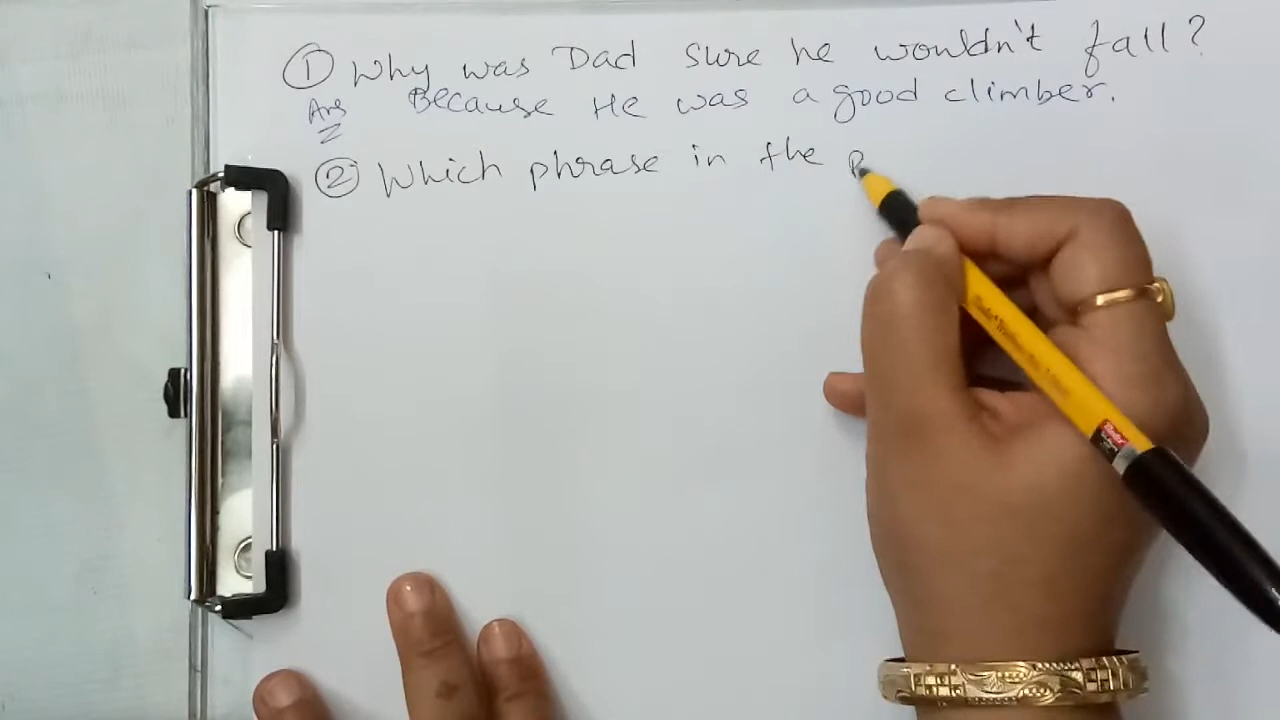 ① Why was Dad sure he wouldn't fall?
Ans Because He was a good climber.
② Which phrase in the